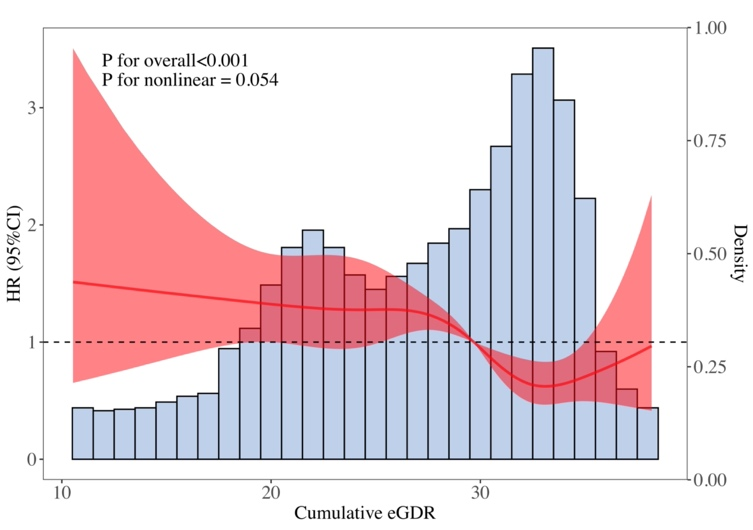 P for overall<0.001
P for nonlinear = 0.054
HR (95%CI)
3
2
1
0
1.00
0.75
0.50
0.25
0.00
Density
10 20 30
Cumulative eGDR